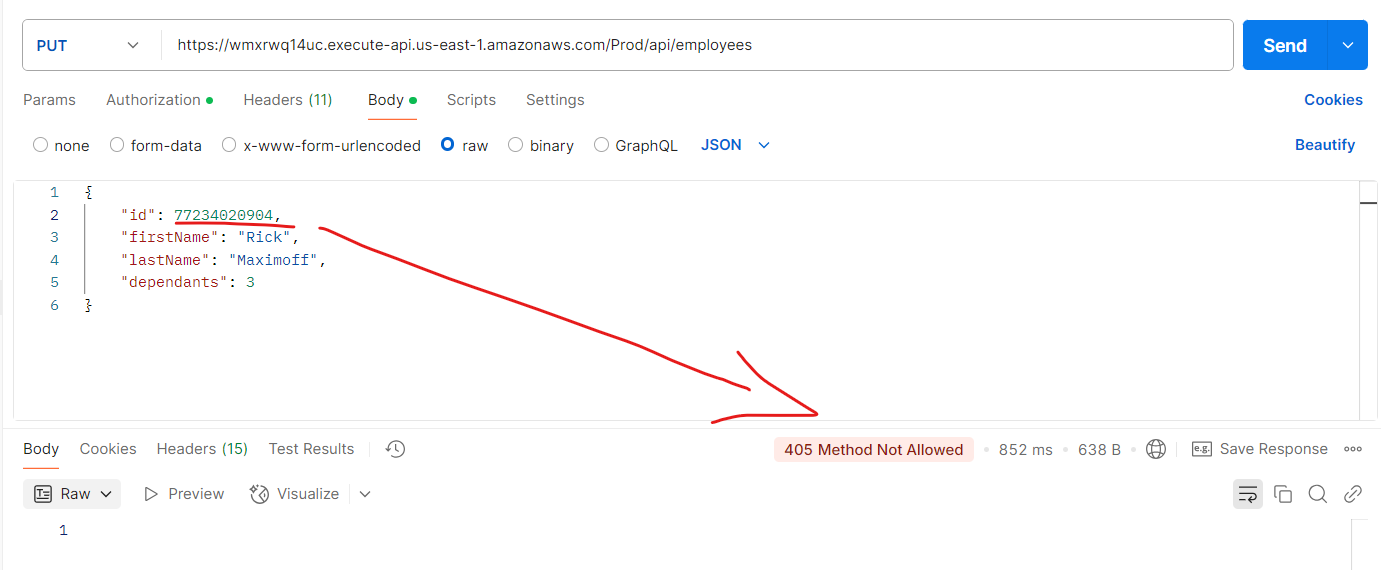 PUT https://wmxrwq14uc.execute-api.us-east-1.amazonaws.com/Prod/api/employees Send
Params Authorization Headers (11) Body Scripts Settings Cookies
none form-data x-www-form-urlencoded raw binary GraphQL JSON Beautify
1 {
2 "id": 77234020904,
3 "firstName": "Rick",
4 "lastName": "Maximoff",
5 "dependants": 3
6 }
Body Cookies Headers (15) Test Results 405 Method Not Allowed 852 ms 638 B e.g. Save Response
Raw Preview Visualize
1